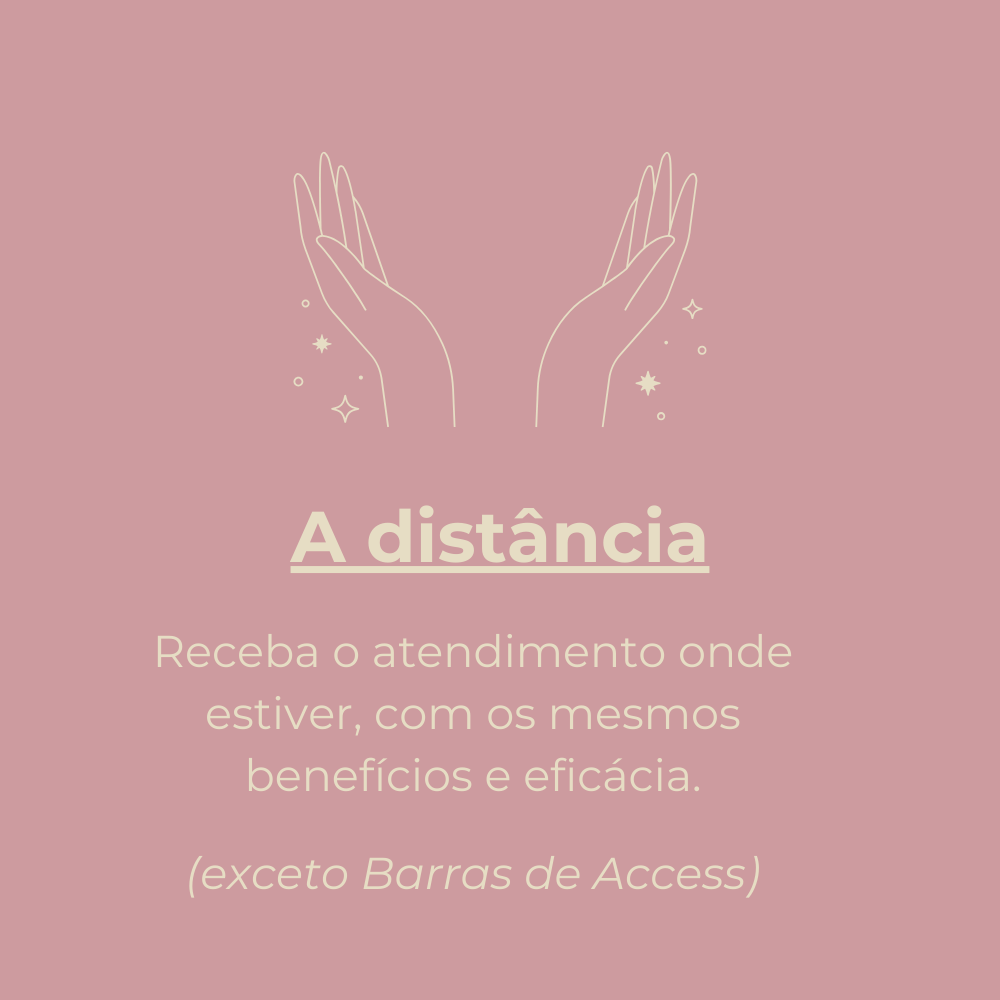 A distância
Receba o atendimento onde
estiver, com os mesmos
benefícios e eficácia.
(exceto Barras de Access)